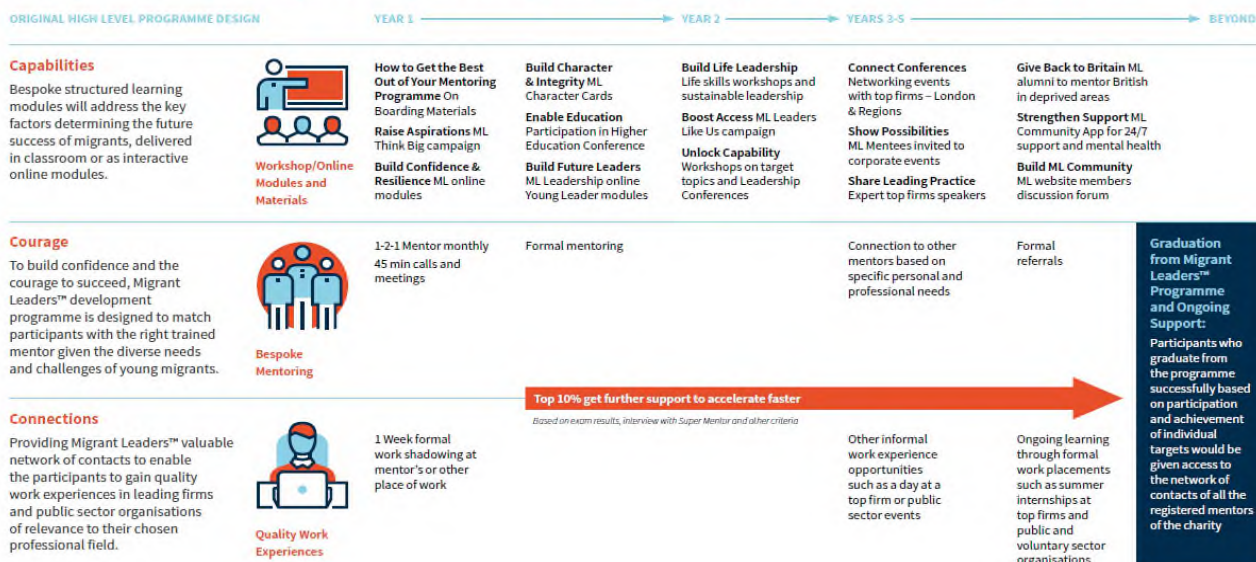 ORIGINAL HIGH LEVEL PROGRAMME DESIGN
YEAR 1
YEAR 2
YEARS 3-5
BEYOND
Capabilities
Bespoke structured learning
modules will address the key
factors determining the future
success of migrants, delivered
in classroom or as interactive
online modules.
Workshop/Online
Modules and
Materials
How to Get the Best
Out of Your Mentoring
Programme On
Boarding Materials
Raise Aspirations ML
Think Big campaign
Build Confidence &
Resilience ML online
modules
Build Character
& Integrity ML
Character Cards
Enable Education
Participation in Higher
Education Conference
Build Future Leaders
ML Leadership online
Young Leader modules
Build Life Leadership
Life skills workshops and
sustainable leadership
Boost Access ML Leaders
Like Us campaign
Unlock Capability
Workshops on target
topics and Leadership
Conferences
Connect Conferences
Networking events
with top firms – London
& Regions
Show Possibilities
ML Mentees invited to
corporate events
Share Leading Practice
Expert top firms speakers
Give Back to Britain ML
alumni to mentor British
in deprived areas
Strengthen Support ML
Community App for 24/7
support and mental health
Build ML Community
ML website members
discussion forum
Courage
To build confidence and the
courage to succeed, Migrant
Leaders™ development
programme is designed to match
participants with the right trained
mentor given the diverse needs
and challenges of young migrants.
Bespoke
Mentoring
1-2-1 Mentor monthly
45 min calls and
meetings
Formal mentoring
Connection to other
mentors based on
specific personal and
professional needs
Formal
referrals
Graduation
from Migrant
Leaders™
Programme
and Ongoing
Support:
Participants who
graduate from
the programme
successfully based
on participation
and achievement
of individual
targets would be
given access to
the network of
contacts of all the
registered mentors
of the charity
Top 10% get further support to accelerate faster
Based on exam results, interview with Super Mentor and other criteria
Connections
Providing Migrant Leaders™ valuable
network of contacts to enable
the participants to gain quality
work experiences in leading firms
and public sector organisations
of relevance to their chosen
professional field.
Quality Work
Experiences
1 Week formal
work shadowing at
mentor's or other
place of work
Other informal
work experience
opportunities
such as a day at a
top firm or public
sector events
Ongoing learning
through formal
work placements
such as summer
internships at
top firms and
public and
voluntary sector
organisations